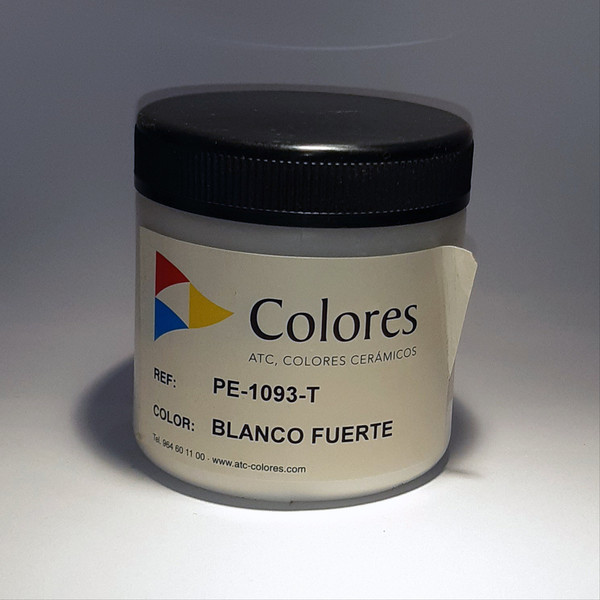 Colores
ATC, COLORES CERÁMICOS
REF: PE-1093-T
COLOR: BLANCO FUERTE
Tel. 964 60 11 00 - www.atc-colores.com